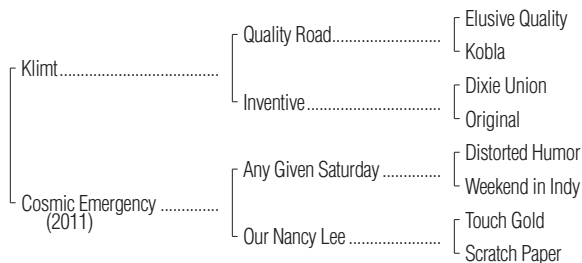 Elusive Quality
Quality Road........................
Kobla
Klimt...................................
Dixie Union
Inventive..............................
Original
Distorted Humor
Any Given Saturday .............
Weekend in Indy
Cosmic Emergency .............
(2011)
Touch Gold
Our Nancy Lee .....................
Scratch Paper